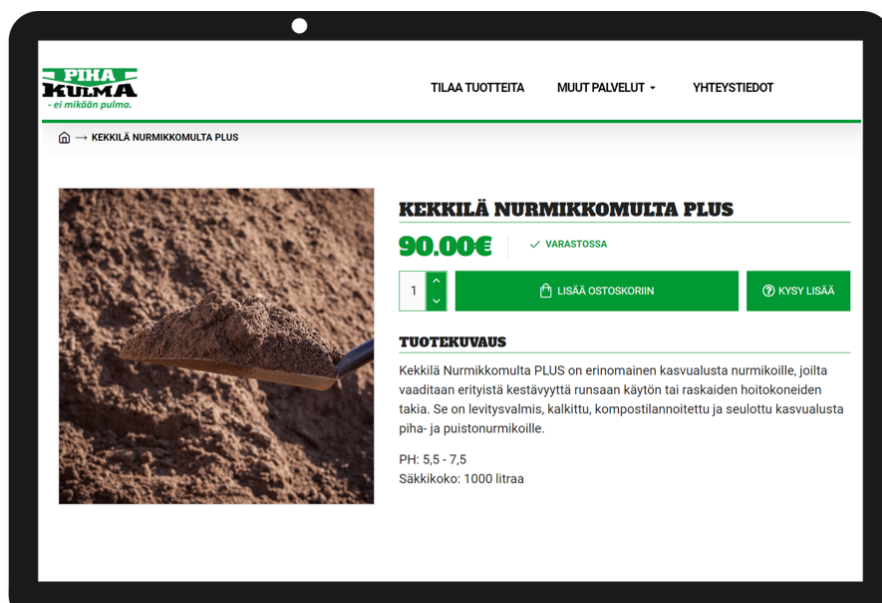 PIHA
KULMA
- ei mikään pulma.
TILAA TUOTTEITA
MUUT PALVELUT
YHTEYSTIEDOT
→ KEKKILÄ NURMIKKOMULTA PLUS
KEKKILÄ NURMIKKOMULTA PLUS
90.00€
VARASTOSSA
1
LISÄÄ OSTOSKORIIN
KYSY LISÄÄ
TUOTEKUVAUS
Kekkilä Nurmikkomulta PLUS on erinomainen kasvualusta nurmikoille, joilta
vaaditaan erityistä kestävyyttä runsaan käytön tai raskaiden hoitokoneiden
takia. Se on levitysvalmis, kalkittu, kompostilannoitettu ja seulottu kasvualusta
piha- ja puistonurmikoille.
PH: 5,5 - 7,5
Säkkikoko: 1000 litraa